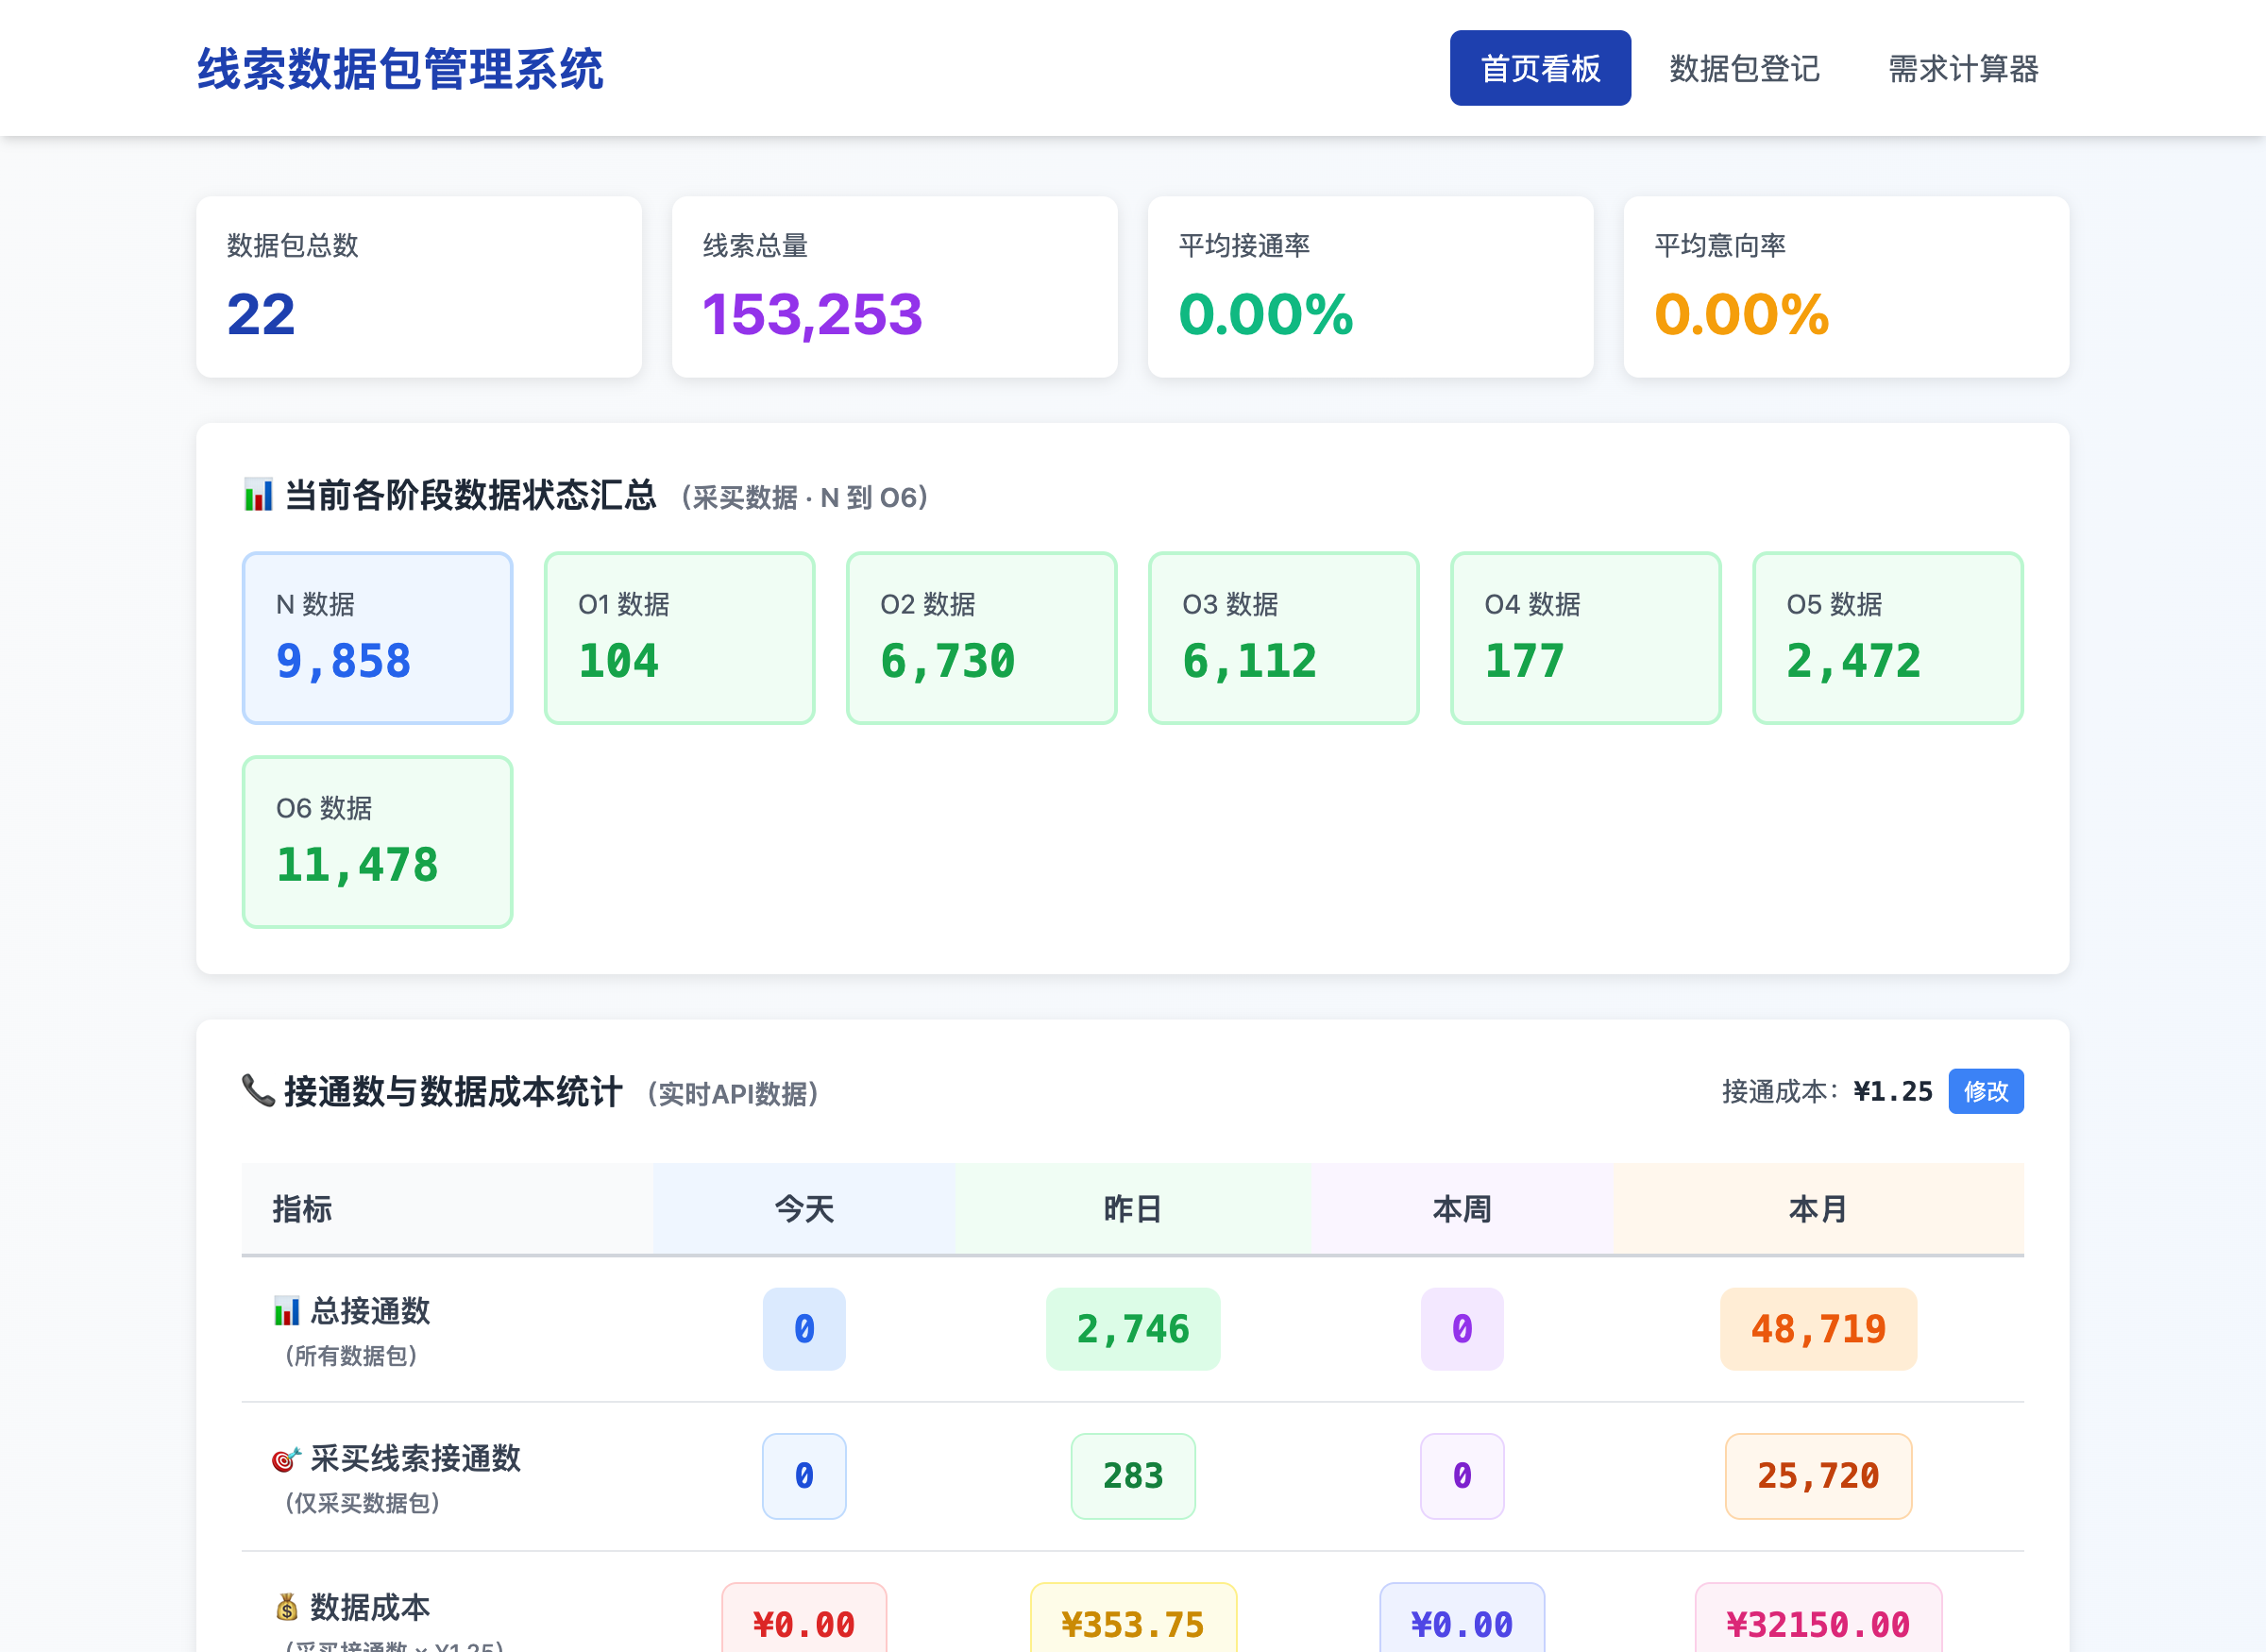 线索数据包管理系统
首页看板
数据包登记
需求计算器
数据包总数
22
线索总量
153,253
平均接通率
0.00%
平均意向率
0.00%
当前各阶段数据状态汇总 (采买数据 · N 到 O6)
N 数据
9,858
O1 数据
104
O2 数据
6,730
O3 数据
6,112
O4 数据
177
O5 数据
2,472
O6 数据
11,478
接通数与数据成本统计 (实时API数据)
接通成本: ¥1.25 修改
指标 今天 昨日 本周 本月
总接通数 0 2,746 0 48,719
(所有数据包)
采买线索接通数 0 283 0 25,720
(仅采买数据包)
数据成本 ¥0.00 ¥353.75 ¥0.00 ¥32150.00
(采买接通数 × ¥1.25)